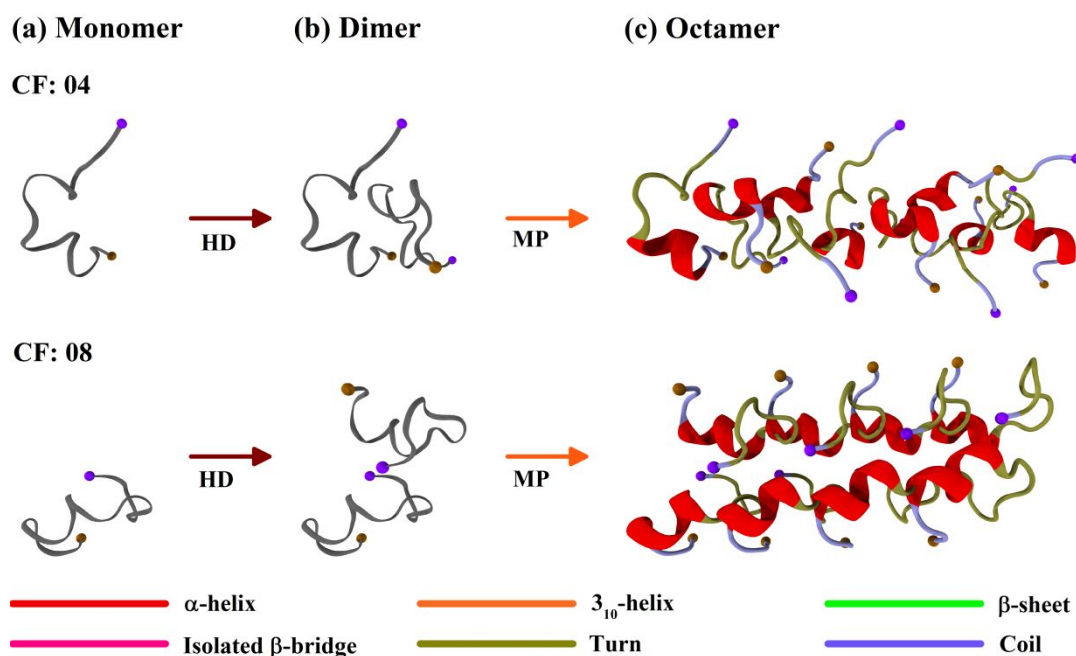 (a) Monomer (b) Dimer (c) Octamer
CF: 04
HD MP
CF: 08
HD MP
α-helix 3₁₀-helix β-sheet
Isolated β-bridge Turn Coil